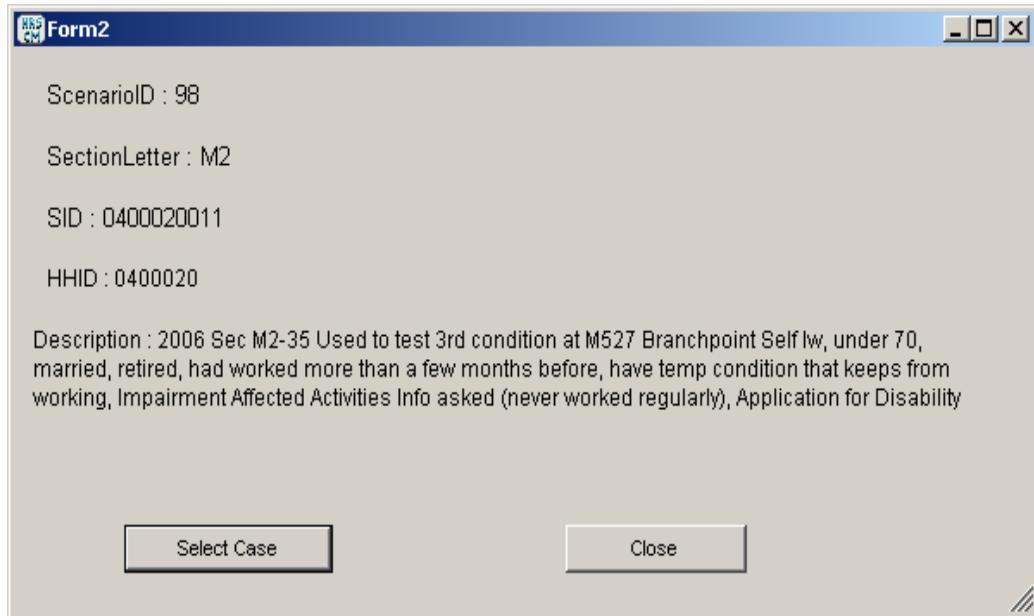 HRS
CM
Form2
ScenarioID : 98
SectionLetter : M2
SID : 0400020011
HHID : 0400020
Description : 2006 Sec M2-35 Used to test 3rd condition at M527 Branchpoint Self Iw, under 70,
married, retired, had worked more than a few months before, have temp condition that keeps from
working, Impairment Affected Activities Info asked (never worked regularly), Application for Disability
Select Case
Close